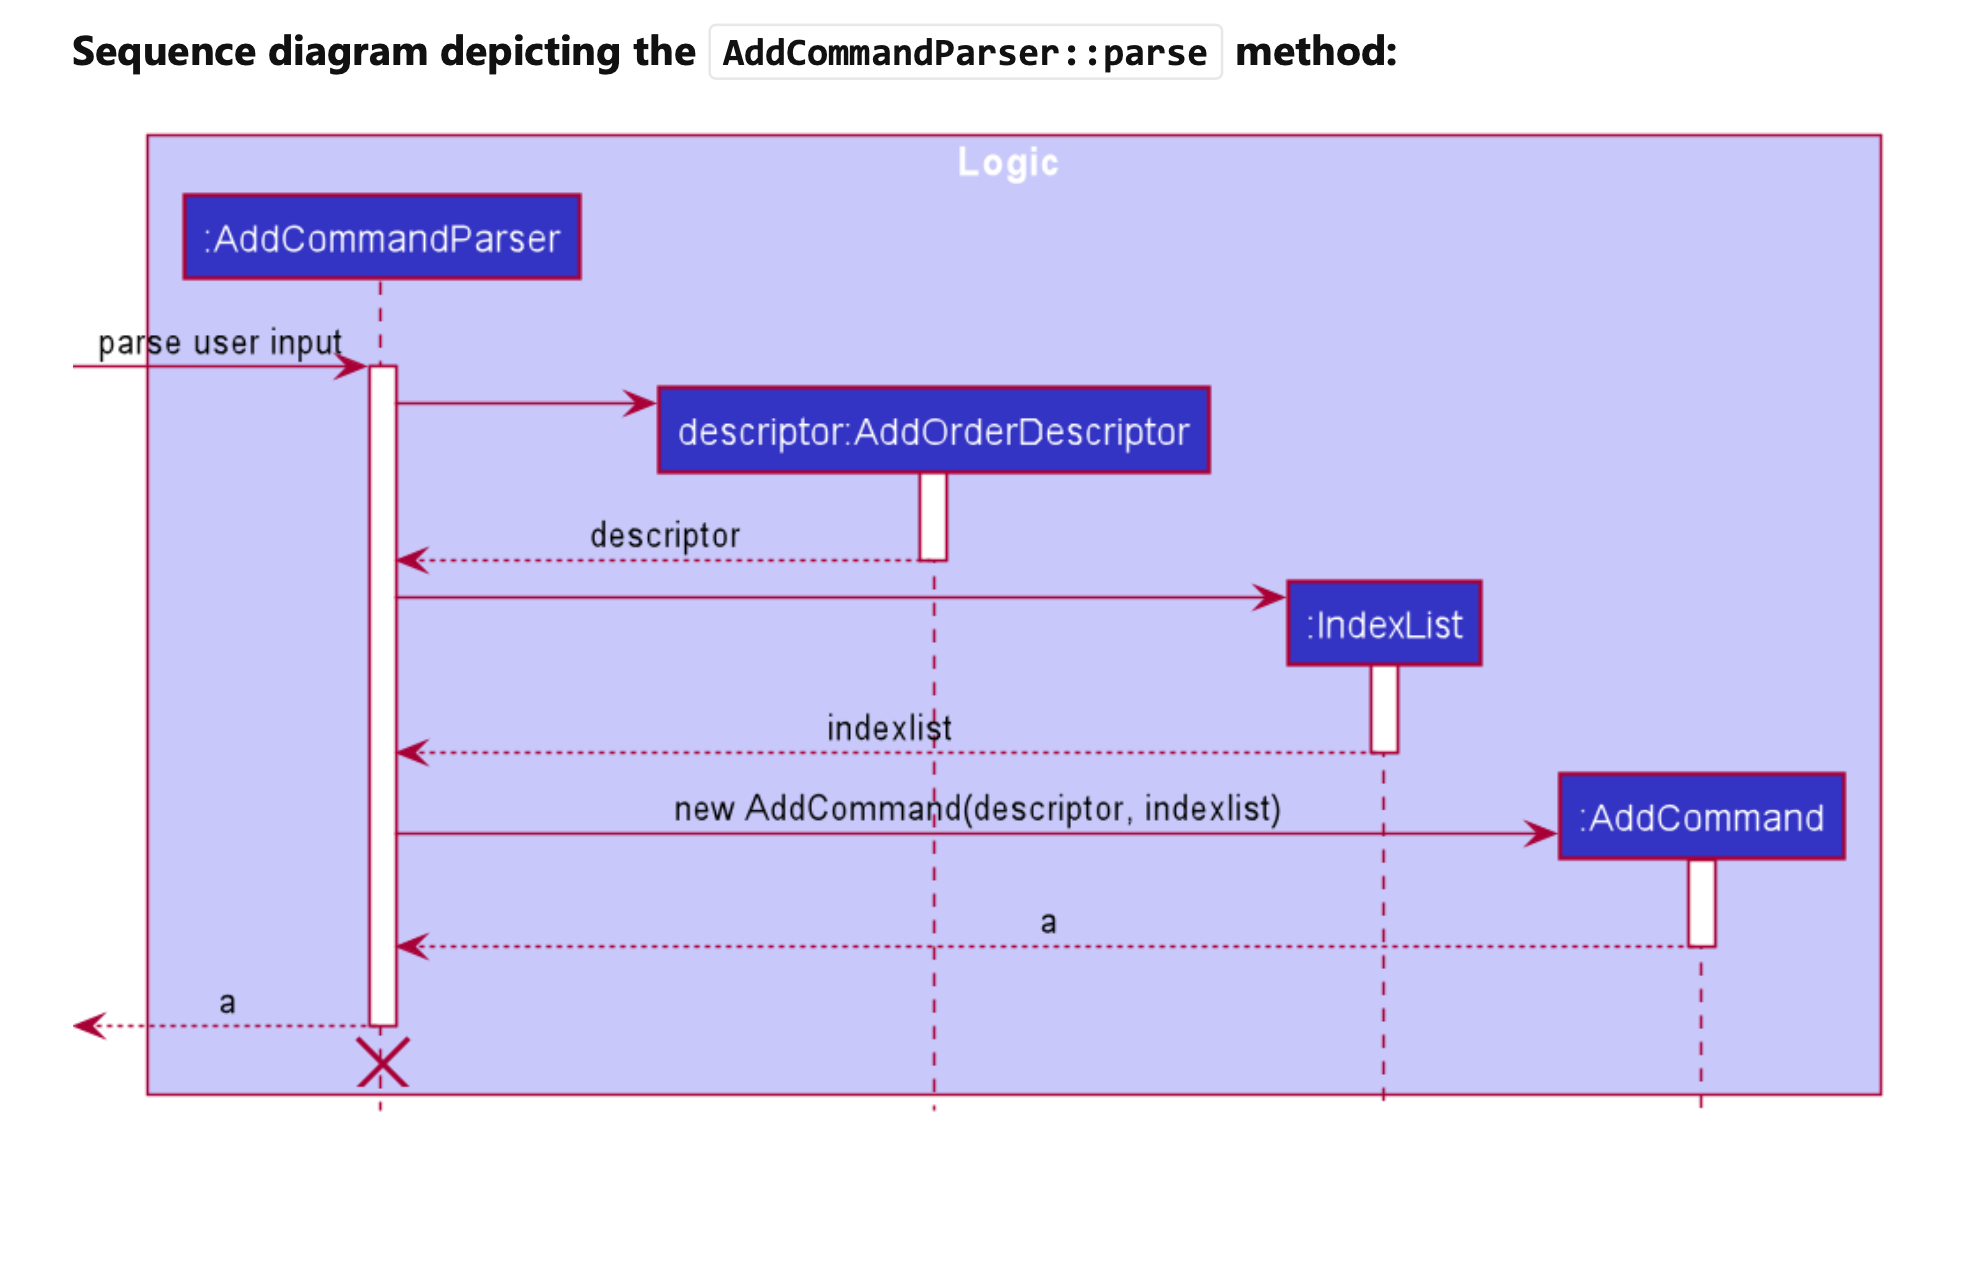 Sequence diagram depicting the AddCommandParser::parse method:
Logic
:AddCommandParser
parse user input
descriptor:AddOrderDescriptor
descriptor
:IndexList
indexlist
new AddCommand(descriptor, indexlist)
:AddCommand
a
a